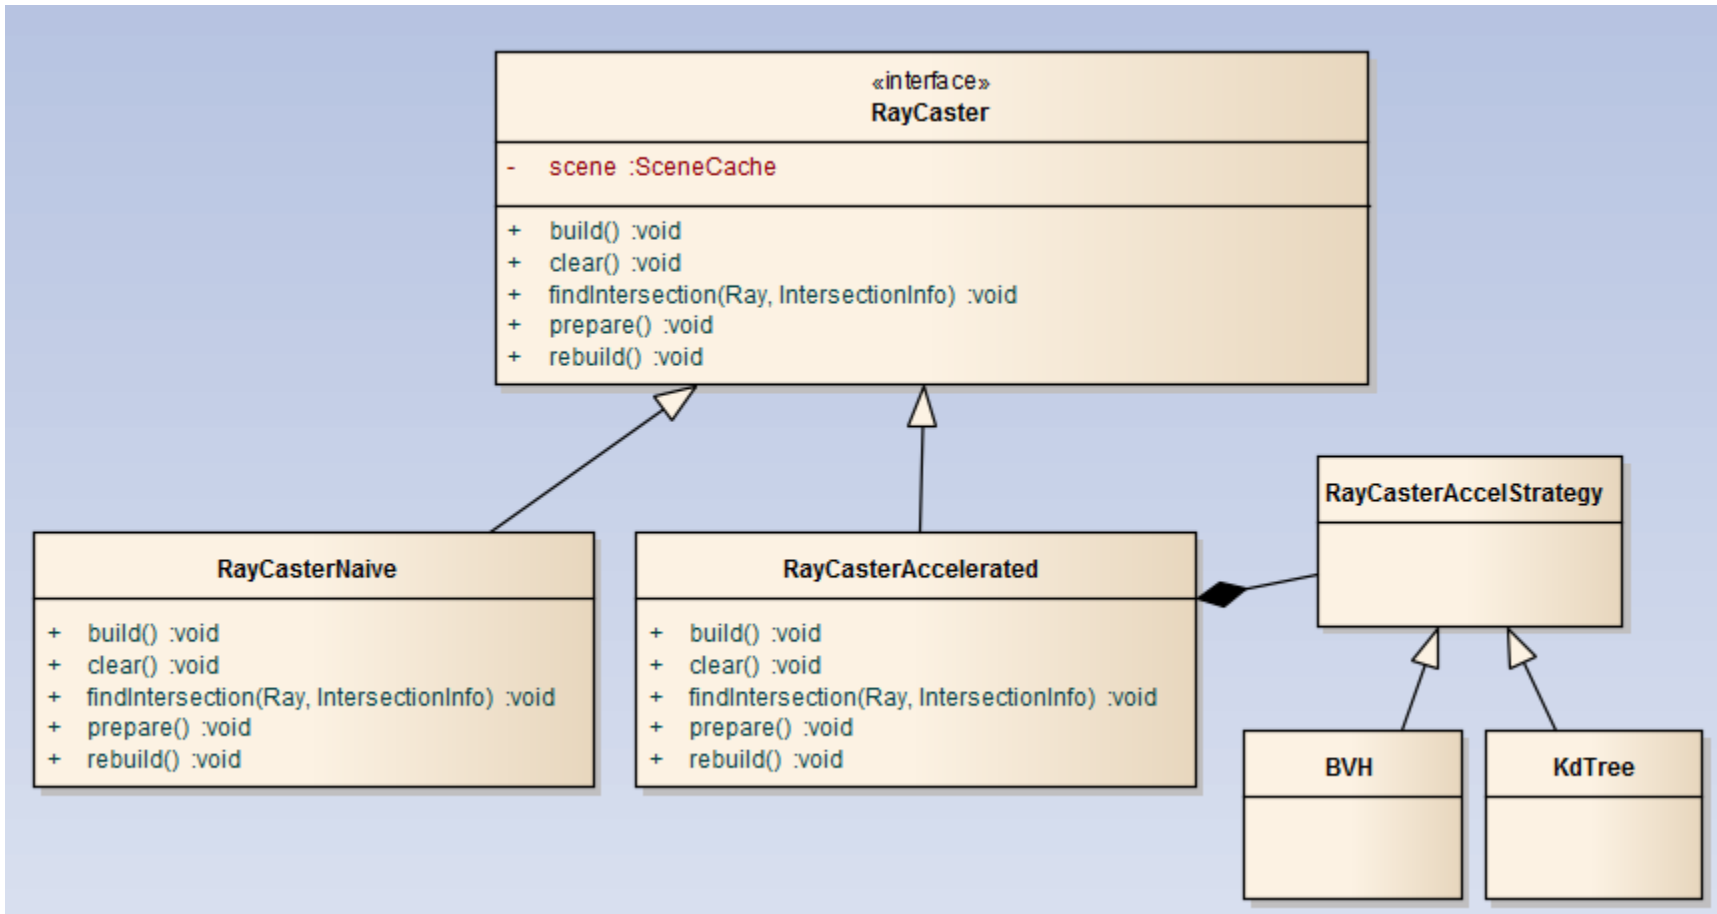 «interface»
RayCaster
- scene :SceneCache
+ build() :void
+ clear() :void
+ findIntersection(Ray, IntersectionInfo) :void
+ prepare() :void
+ rebuild() :void
RayCasterNaive
+ build() :void
+ clear() :void
+ findIntersection(Ray, IntersectionInfo) :void
+ prepare() :void
+ rebuild() :void
RayCasterAccelerated
+ build() :void
+ clear() :void
+ findIntersection(Ray, IntersectionInfo) :void
+ prepare() :void
+ rebuild() :void
RayCasterAccelStrategy
BVH
KdTree